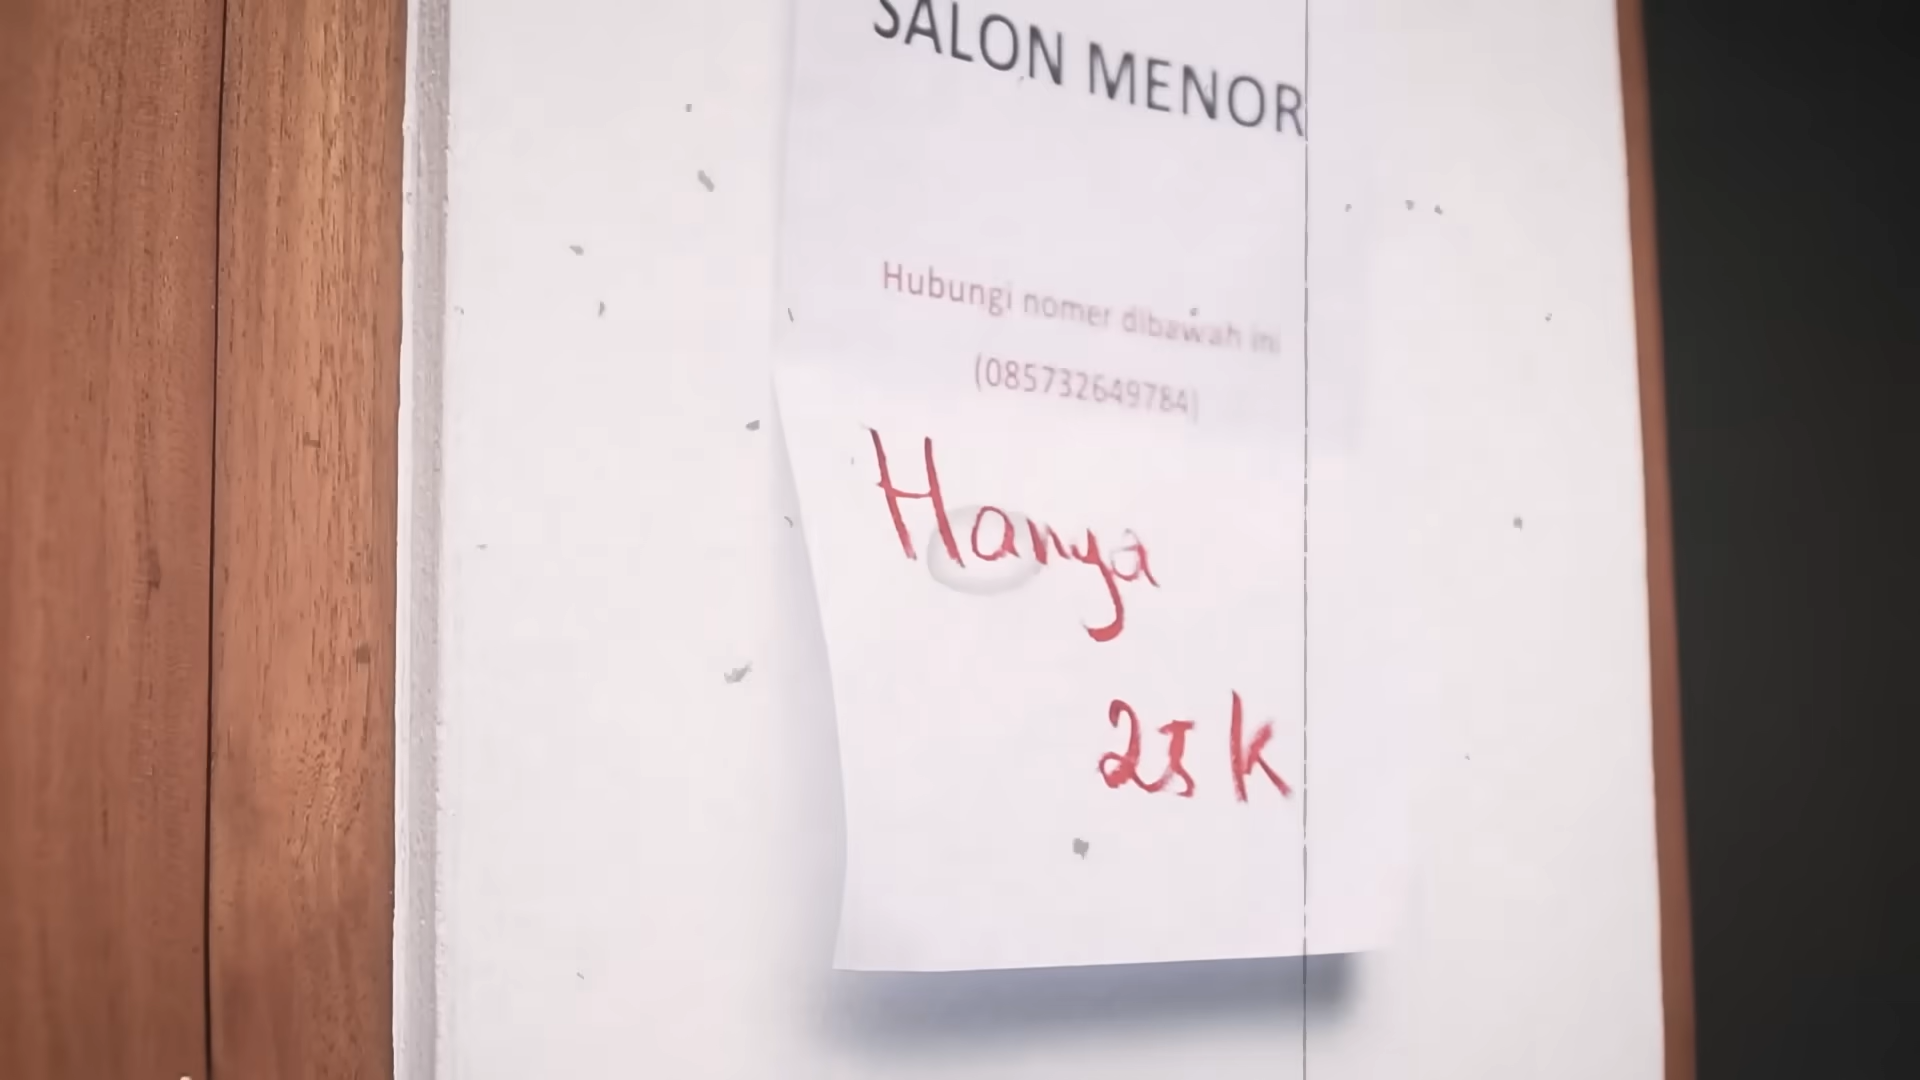 SALON MENOR
Hubungi nomer dibawah ini
(085732649784)
Hanya
25 k